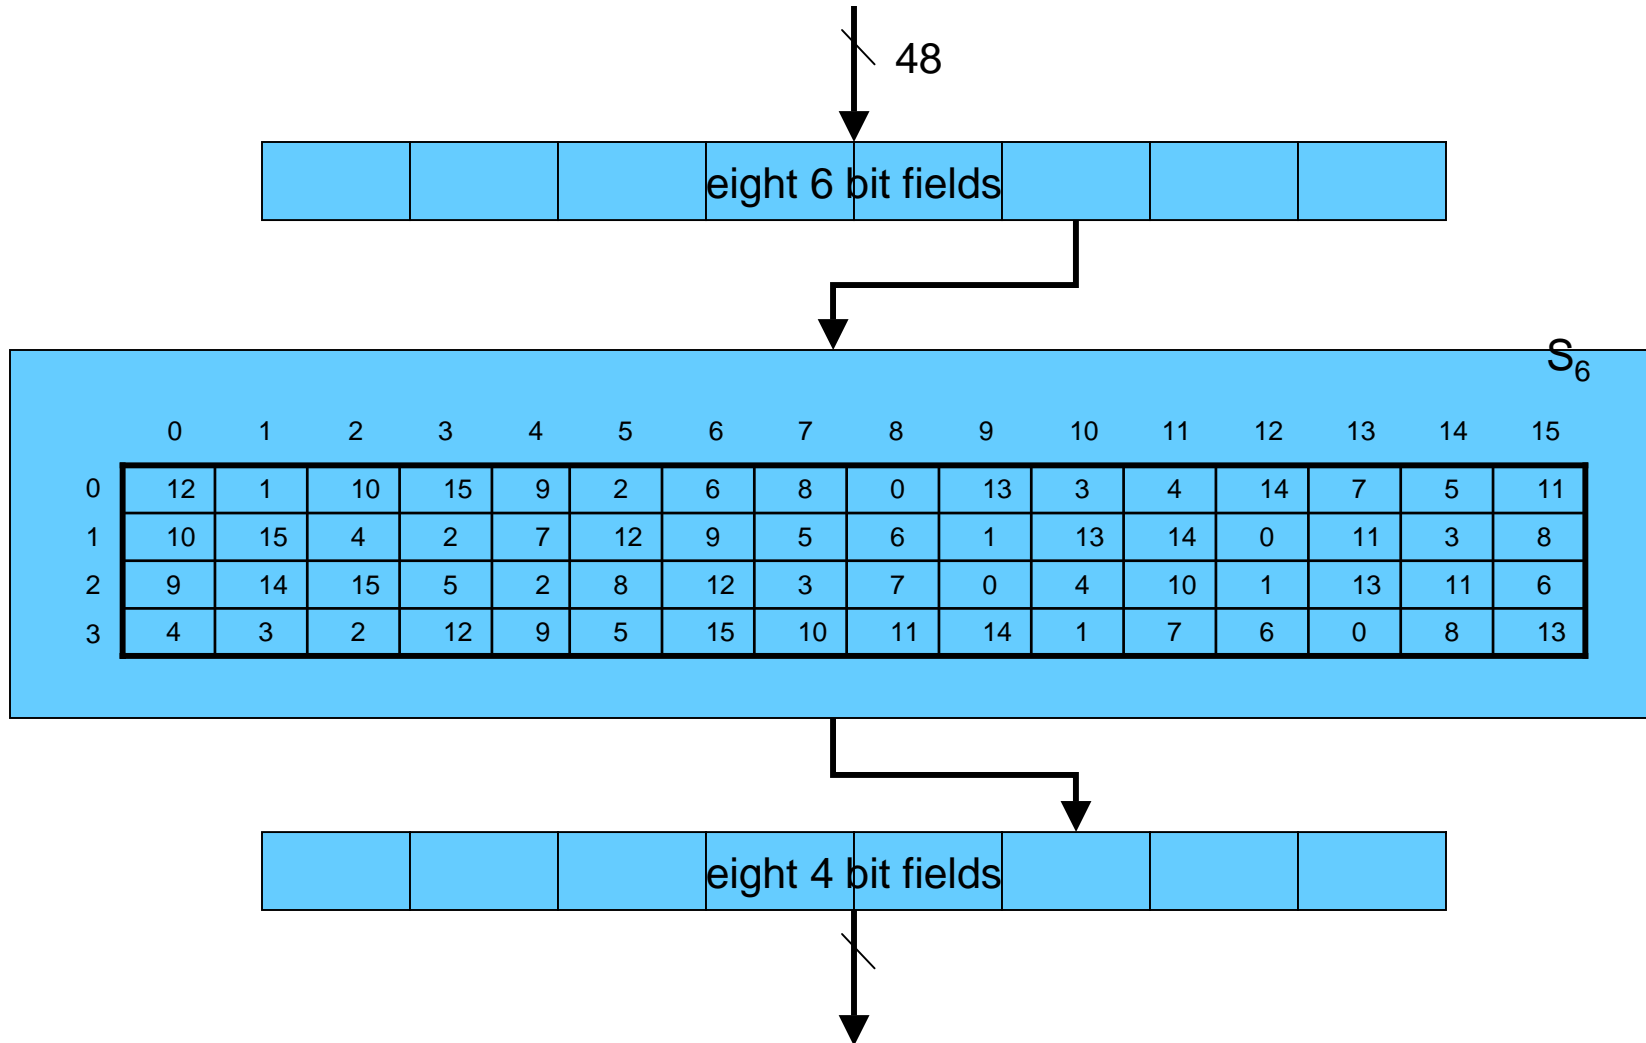 48
eight 6 bit fields
S6
0 1 2 3 4 5 6 7 8 9 10 11 12 13 14 15
0 12 1 10 15 9 2 6 8 0 13 3 4 14 7 5 11
1 10 15 4 2 7 12 9 5 6 1 13 14 0 11 3 8
2 9 14 15 5 2 8 12 3 7 0 4 10 1 13 11 6
3 4 3 2 12 9 5 15 10 11 14 1 7 6 0 8 13
eight 4 bit fields